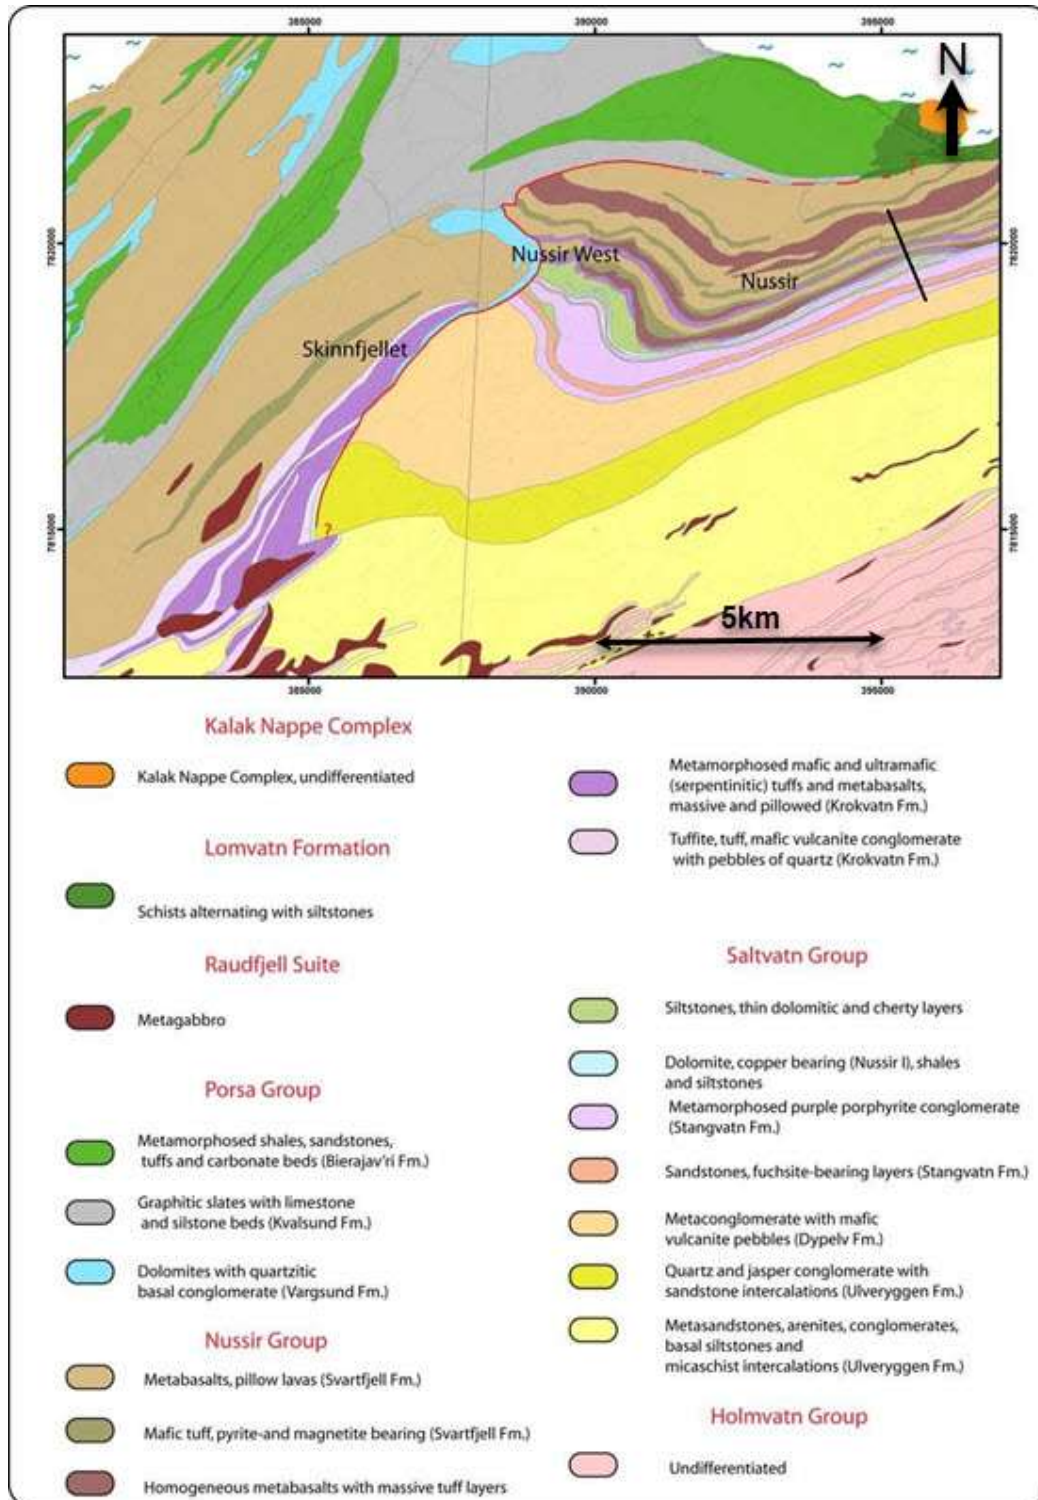 385000 390000 395000
N
7820000 7820000
?
Nussir West
Nussir
Skinnfjellet
7815000 7815000
?
5km
385000 390000 395000
Kalak Nappe Complex
Kalak Nappe Complex, undifferentiated
Lomvatn Formation
Schists alternating with siltstones
Raudfjell Suite
Metagabbro
Porsa Group
Metamorphosed shales, sandstones,
tuffs and carbonate beds (Bierajav'ri Fm.)
Graphitic slates with limestone
and silstone beds (Kvalsund Fm.)
Dolomites with quartzitic
basal conglomerate (Vargsund Fm.)
Nussir Group
Metabasalts, pillow lavas (Svartfjell Fm.)
Mafic tuff, pyrite-and magnetite bearing (Svartfjell Fm.)
Homogeneous metabasalts with massive tuff layers
Metamorphosed mafic and ultramafic
(serpentinitic) tuffs and metabasalts,
massive and pillowed (Krokvatn Fm.)
Tuffite, tuff, mafic vulcanite conglomerate
with pebbles of quartz (Krokvatn Fm.)
Saltvatn Group
Siltstones, thin dolomitic and cherty layers
Dolomite, copper bearing (Nussir I), shales
and siltstones
Metamorphosed purple porphyrite conglomerate
(Stangvatn Fm.)
Sandstones, fuchsite-bearing layers (Stangvatn Fm.)
Metaconglomerate with mafic
vulcanite pebbles (Dypelv Fm.)
Quartz and jasper conglomerate with
sandstone intercalations (Ulveryggen Fm.)
Metasandstones, arenites, conglomerates,
basal siltstones and
micaschist intercalations (Ulveryggen Fm.)
Holmvatn Group
Undifferentiated